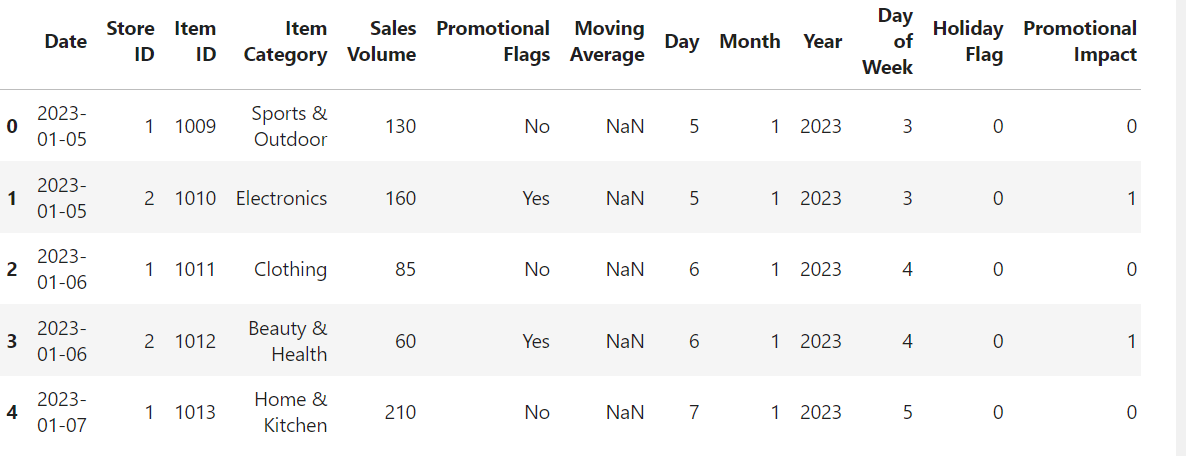 Date Store ID Item ID Item Category Sales Volume Promotional Flags Moving Average Day Month Year Day of Week Holiday Flag Promotional Impact
0 2023-01-05 1 1009 Sports & Outdoor 130 No NaN 5 1 2023 3 0 0
1 2023-01-05 2 1010 Electronics 160 Yes NaN 5 1 2023 3 0 1
2 2023-01-06 1 1011 Clothing 85 No NaN 6 1 2023 4 0 0
3 2023-01-06 2 1012 Beauty & Health 60 Yes NaN 6 1 2023 4 0 1
4 2023-01-07 1 1013 Home & Kitchen 210 No NaN 7 1 2023 5 0 0